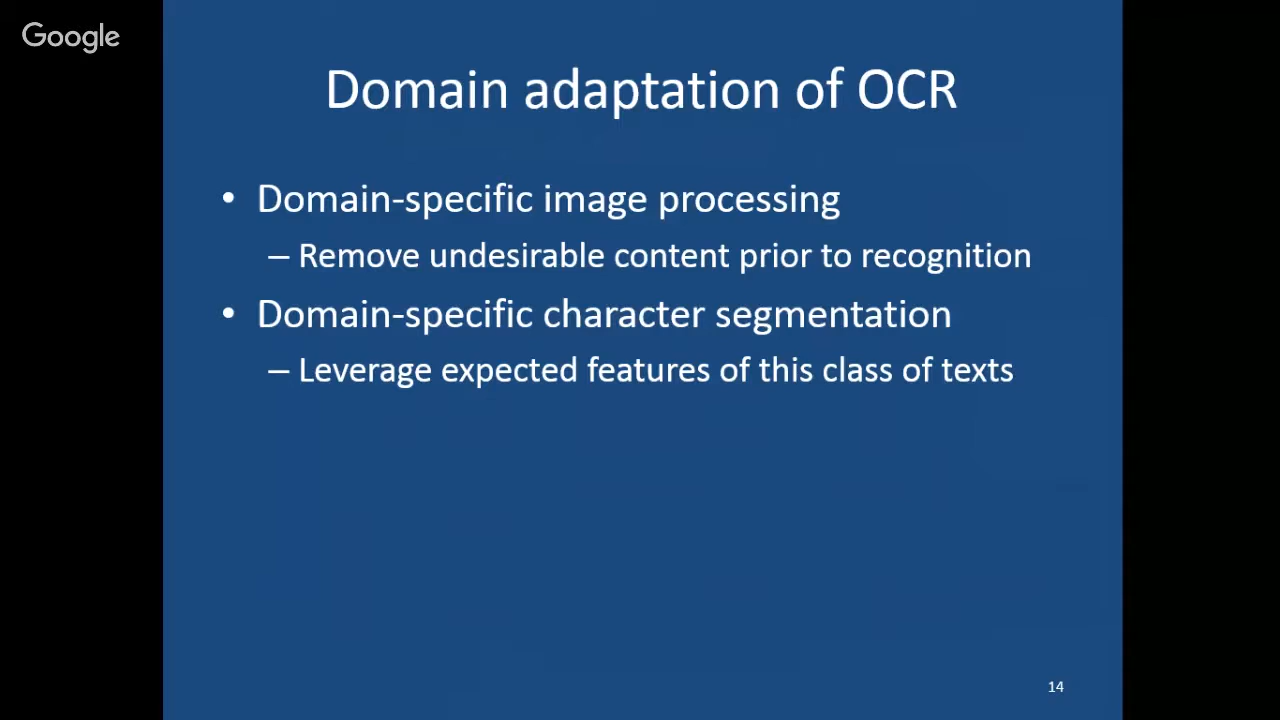 Google
Domain adaptation of OCR
• Domain-specific image processing
– Remove undesirable content prior to recognition
• Domain-specific character segmentation
– Leverage expected features of this class of texts
14